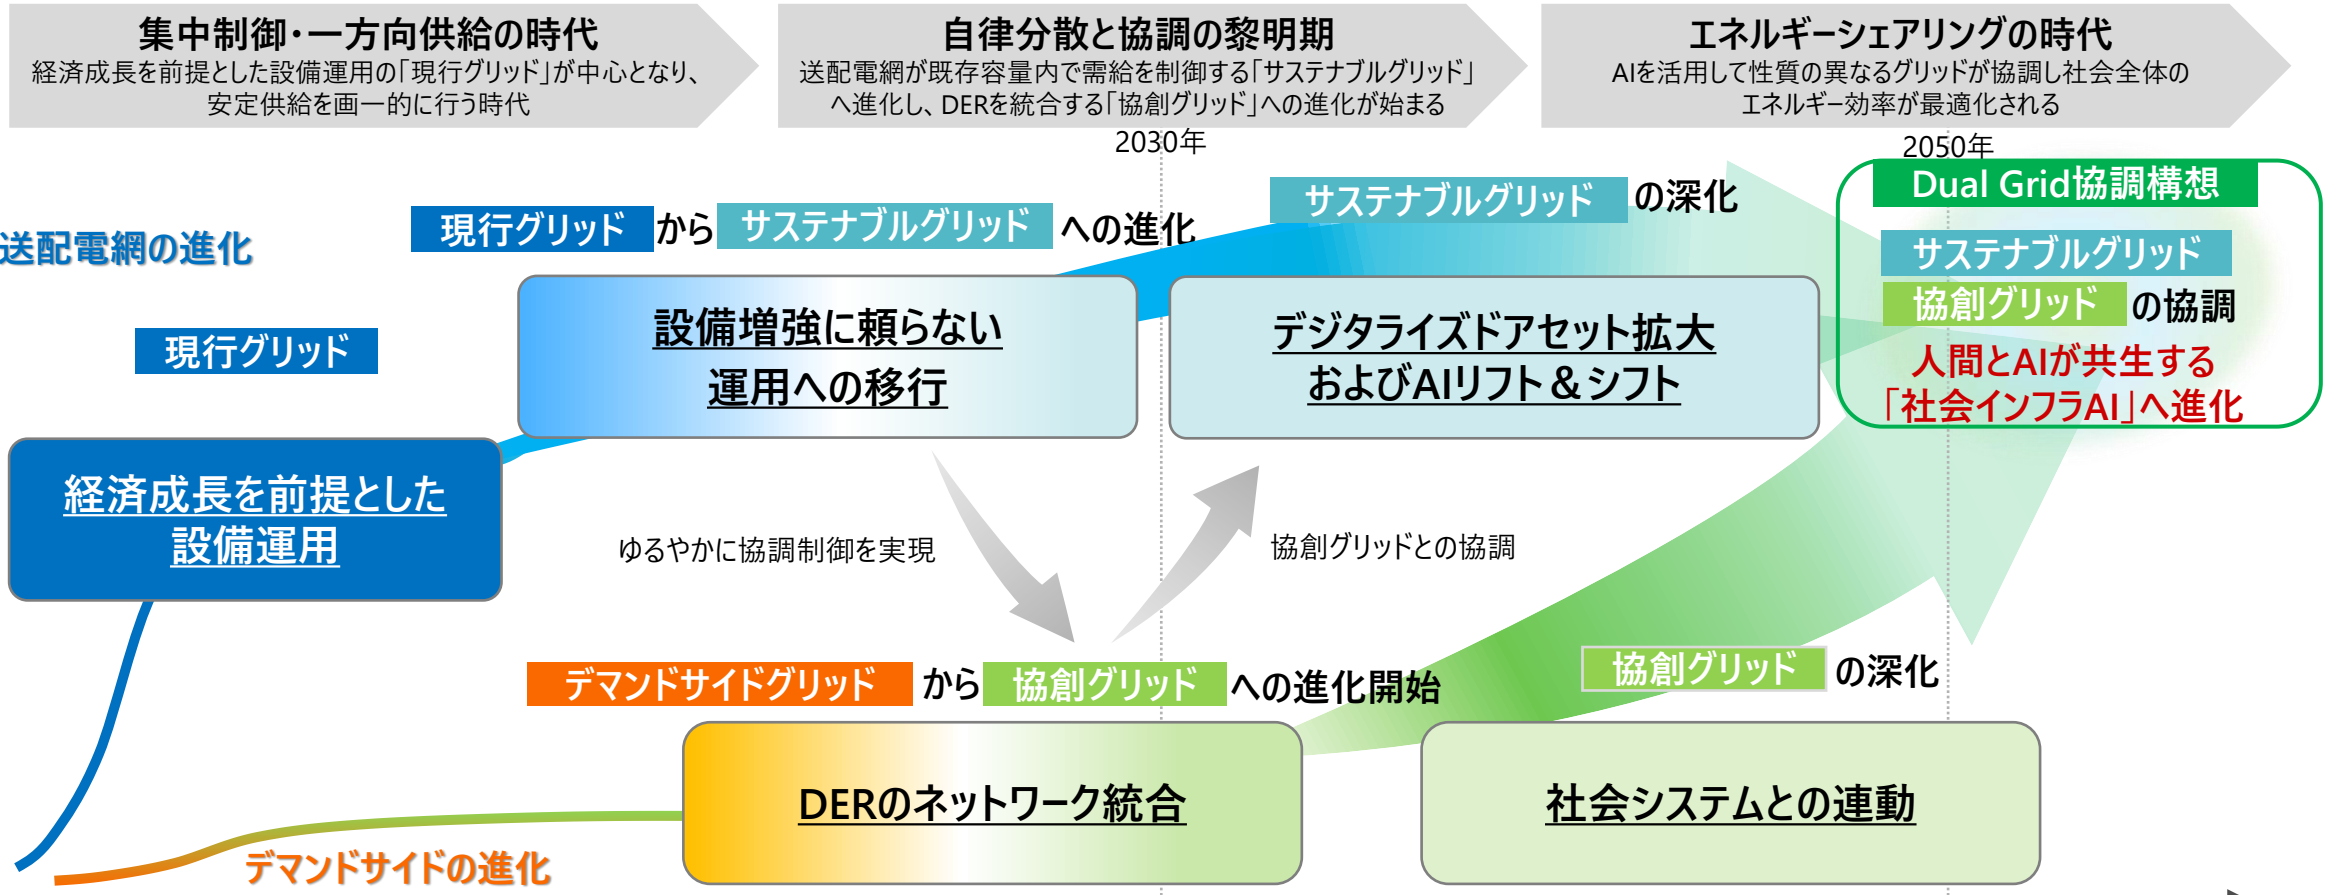 集中制御・一方向供給の時代
経済成長を前提とした設備運用の「現行グリッド」が中心となり、
安定供給を画一的に行う時代
自律分散と協調の黎明期
送配電網が既存容量内で需給を制御する「サステナブルグリッド」
へ進化し、DERを統合する「協創グリッド」への進化が始まる
エネルギーシェアリングの時代
AIを活用して性質の異なるグリッドが協調し社会全体の
エネルギー効率が最適化される
2030年
2050年
送配電網の進化
現行グリッド から サステナブルグリッド への進化
サステナブルグリッド の深化
Dual Grid協調構想
サステナブルグリッド
協創グリッド の協調
人間とAIが共生する
「社会インフラAI」へ進化
現行グリッド
設備増強に頼らない
運用への移行
デジタライズドアセット拡大
およびAIリフト＆シフト
経済成長を前提とした
設備運用
ゆるやかに協調制御を実現
協創グリッドとの協調
デマンドサイドグリッド から 協創グリッド への進化開始
協創グリッド の深化
DERのネットワーク統合
社会システムとの連動
デマンドサイドの進化